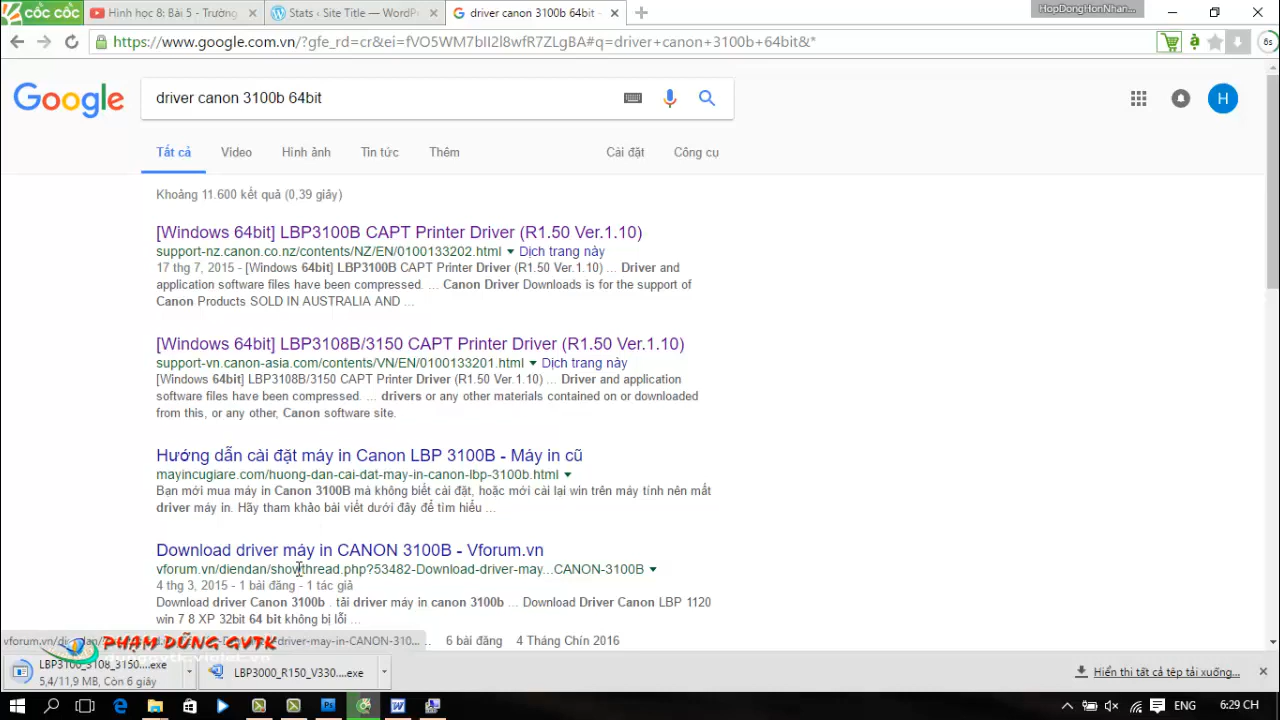 CỐC CỐC
Hình học 8: Bài 5 - Trường
Stats ‹ Site Title — WordP
driver canon 3100b 64bit -
HopDongHonNhan...
https://www.google.com.vn/?gfe_rd=cr&ei=fVO5WM7bII2l8wfR7ZLgBA#q=driver+canon+3100b+64bit&*
6s
Google
driver canon 3100b 64bit
H
Tất cả
Video
Hình ảnh
Tin tức
Thêm
Cài đặt
Công cụ
Khoảng 11.600 kết quả (0,39 giây)
[Windows 64bit] LBP3100B CAPT Printer Driver (R1.50 Ver.1.10)
support-nz.canon.co.nz/contents/NZ/EN/0100133202.html Dịch trang này
17 thg 7, 2015 - [Windows 64bit] LBP3100B CAPT Printer Driver (R1.50 Ver.1.10) ... Driver and
application software files have been compressed. ... Canon Driver Downloads is for the support of
Canon Products SOLD IN AUSTRALIA AND ...
[Windows 64bit] LBP3108B/3150 CAPT Printer Driver (R1.50 Ver.1.10)
support-vn.canon-asia.com/contents/VN/EN/0100133201.html Dịch trang này
[Windows 64bit] LBP3108B/3150 CAPT Printer Driver (R1.50 Ver.1.10) ... Driver and application
software files have been compressed. ... drivers or any other materials contained on or downloaded
from this, or any other, Canon software site.
Hướng dẫn cài đặt máy in Canon LBP 3100B - Máy in cũ
mayincugiare.com/huong-dan-cai-dat-may-in-canon-lbp-3100b.html
Bạn mới mua máy in Canon 3100B mà không biết cài đặt, hoặc mới cài lại win trên máy tính nên mất
driver máy in. Hãy tham khảo bài viết dưới đây để tìm hiểu ...
Download driver máy in CANON 3100B - Vforum.vn
vforum.vn/diendan/showthread.php?53482-Download-driver-may...CANON-3100B
4 thg 3, 2015 - 1 bài đăng - 1 tác giả
Download driver Canon 3100b . tải driver máy in canon 3100b ... Download Driver Canon LBP 1120
win 7 8 XP 32bit 64 bit không bị lỗi ...
6 bài đăng
4 Tháng Chín 2016
PHẠM DŨNG GVTK
LBP3100_3108_3150....exe
5,4/11,9 MB, Còn 6 giây
LBP3000_R150_V330....exe
Hiển thị tất cả tệp tải xuống...
ENG
6:29 CH